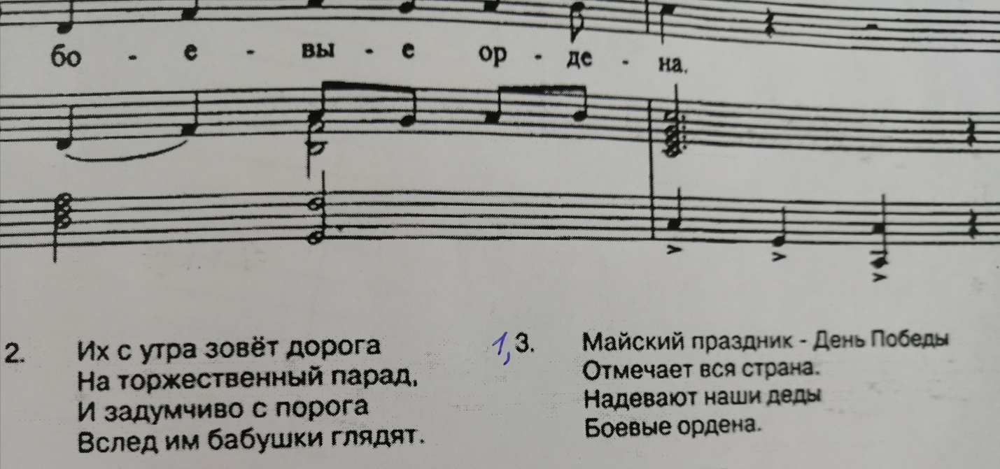 бо - е - вы - е ор - де - на.
2.
Их с утра зовёт дорога
На торжественный парад,
И задумчиво с порога
Вслед им бабушки глядят.
1, 3.
Майский праздник - День Победы
Отмечает вся страна.
Надевают наши деды
Боевые ордена.